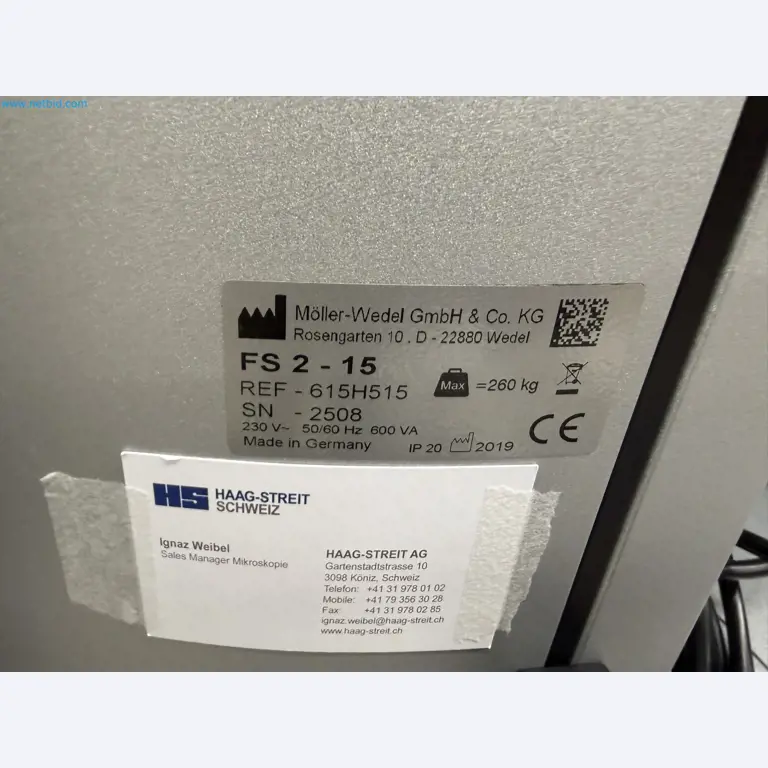 www.netbid.com
Möller-Wedel GmbH & Co. KG
Rosengarten 10 . D - 22880 Wedel
FS 2 - 15
REF - 615H515
Max =260 kg
SN - 2508
230 V~ 50/60 Hz 600 VA
Made in Germany IP 20 2019 CE
HS HAAG-STREIT
SCHWEIZ
Ignaz Weibel
Sales Manager Mikroskopie
HAAG-STREIT AG
Gartenstadtstrasse 10
3098 Köniz, Schweiz
Telefon: +41 31 978 01 02
Mobile: +41 79 356 30 28
Fax: +41 31 978 02 85
ignaz.weibel@haag-streit.ch
www.haag-streit.ch